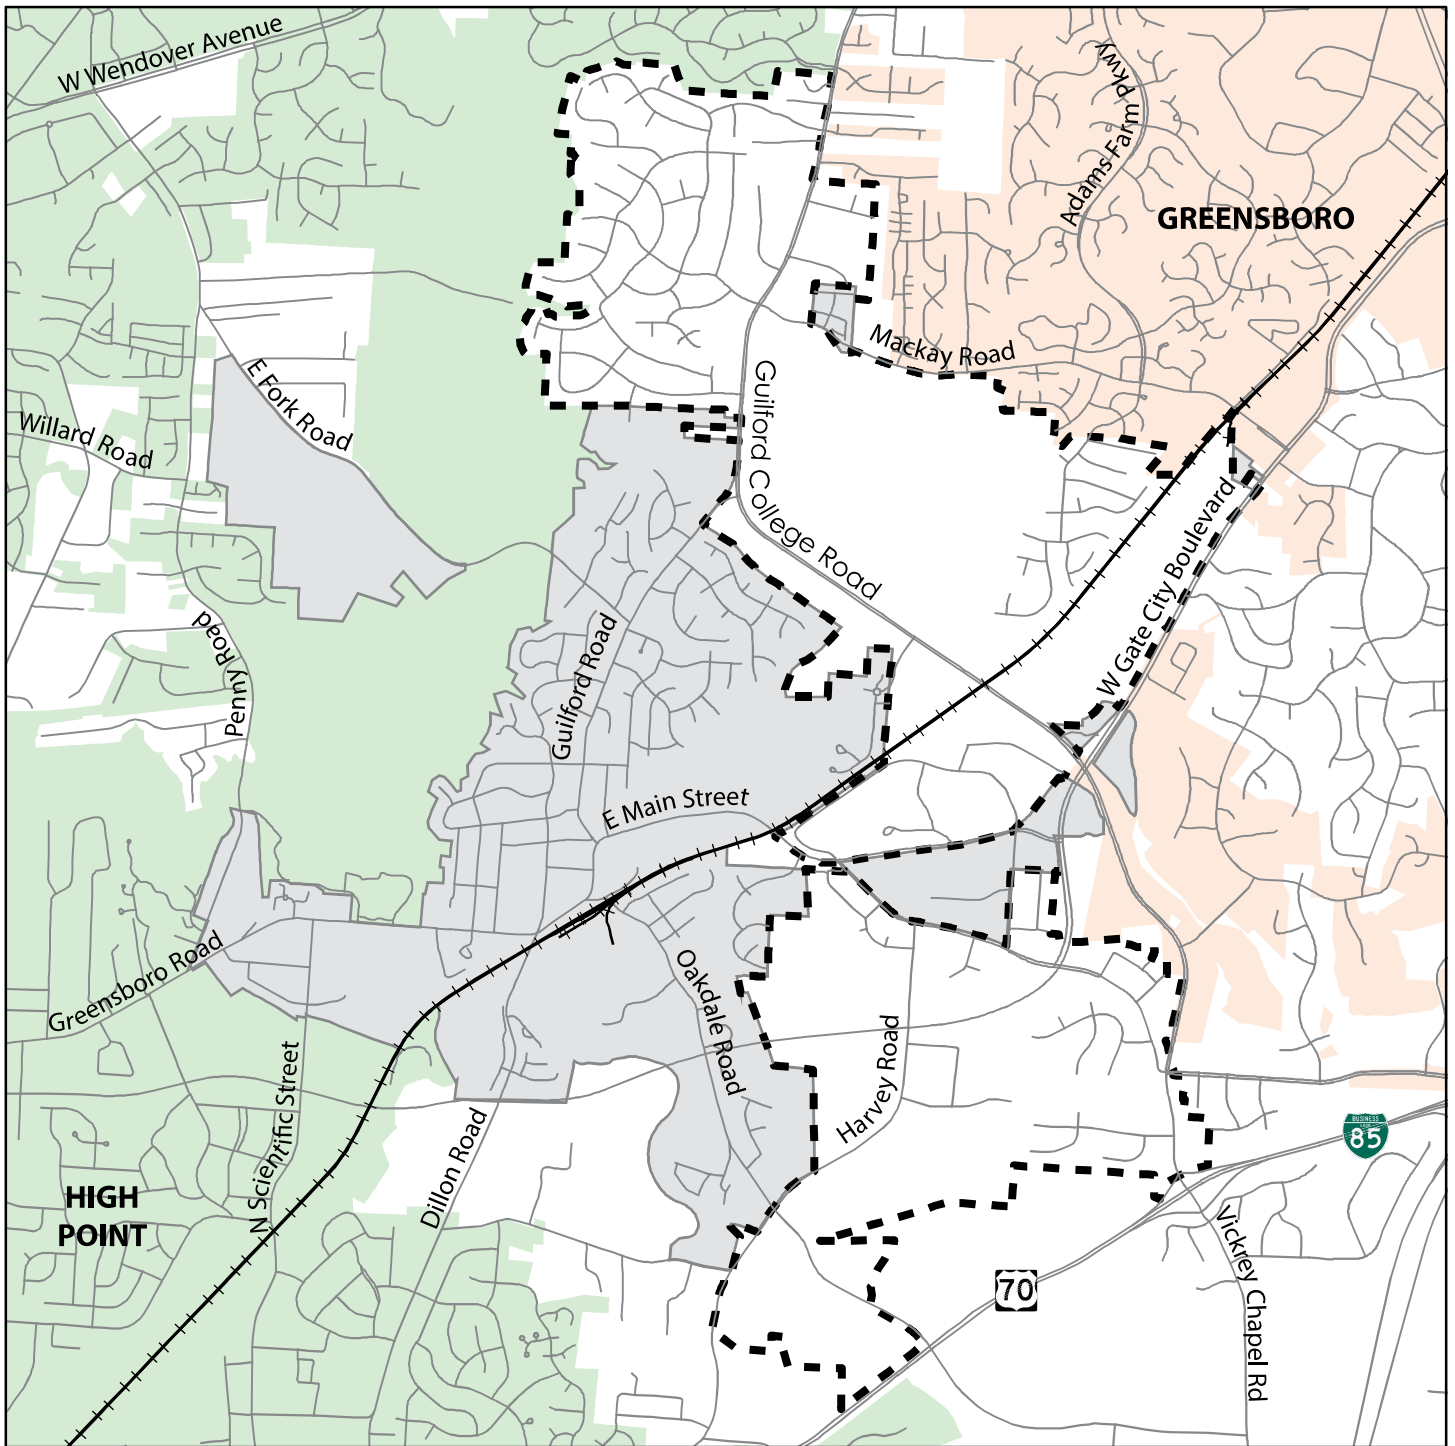 W Wendover Avenue
Adams Farm Pkwy
GREENSBORO
Mackay Road
E Fork Road
Guilford College Road
Willard Road
W Gate City Boulevard
Penny Road
Guilford Road
E Main Street
Greensboro Road
Oakdale Road
N Scientific Street
Harvey Road
Dillon Road
BUSINESS
LOOP
85
HIGH
POINT
Vickrey Chapel Rd
70